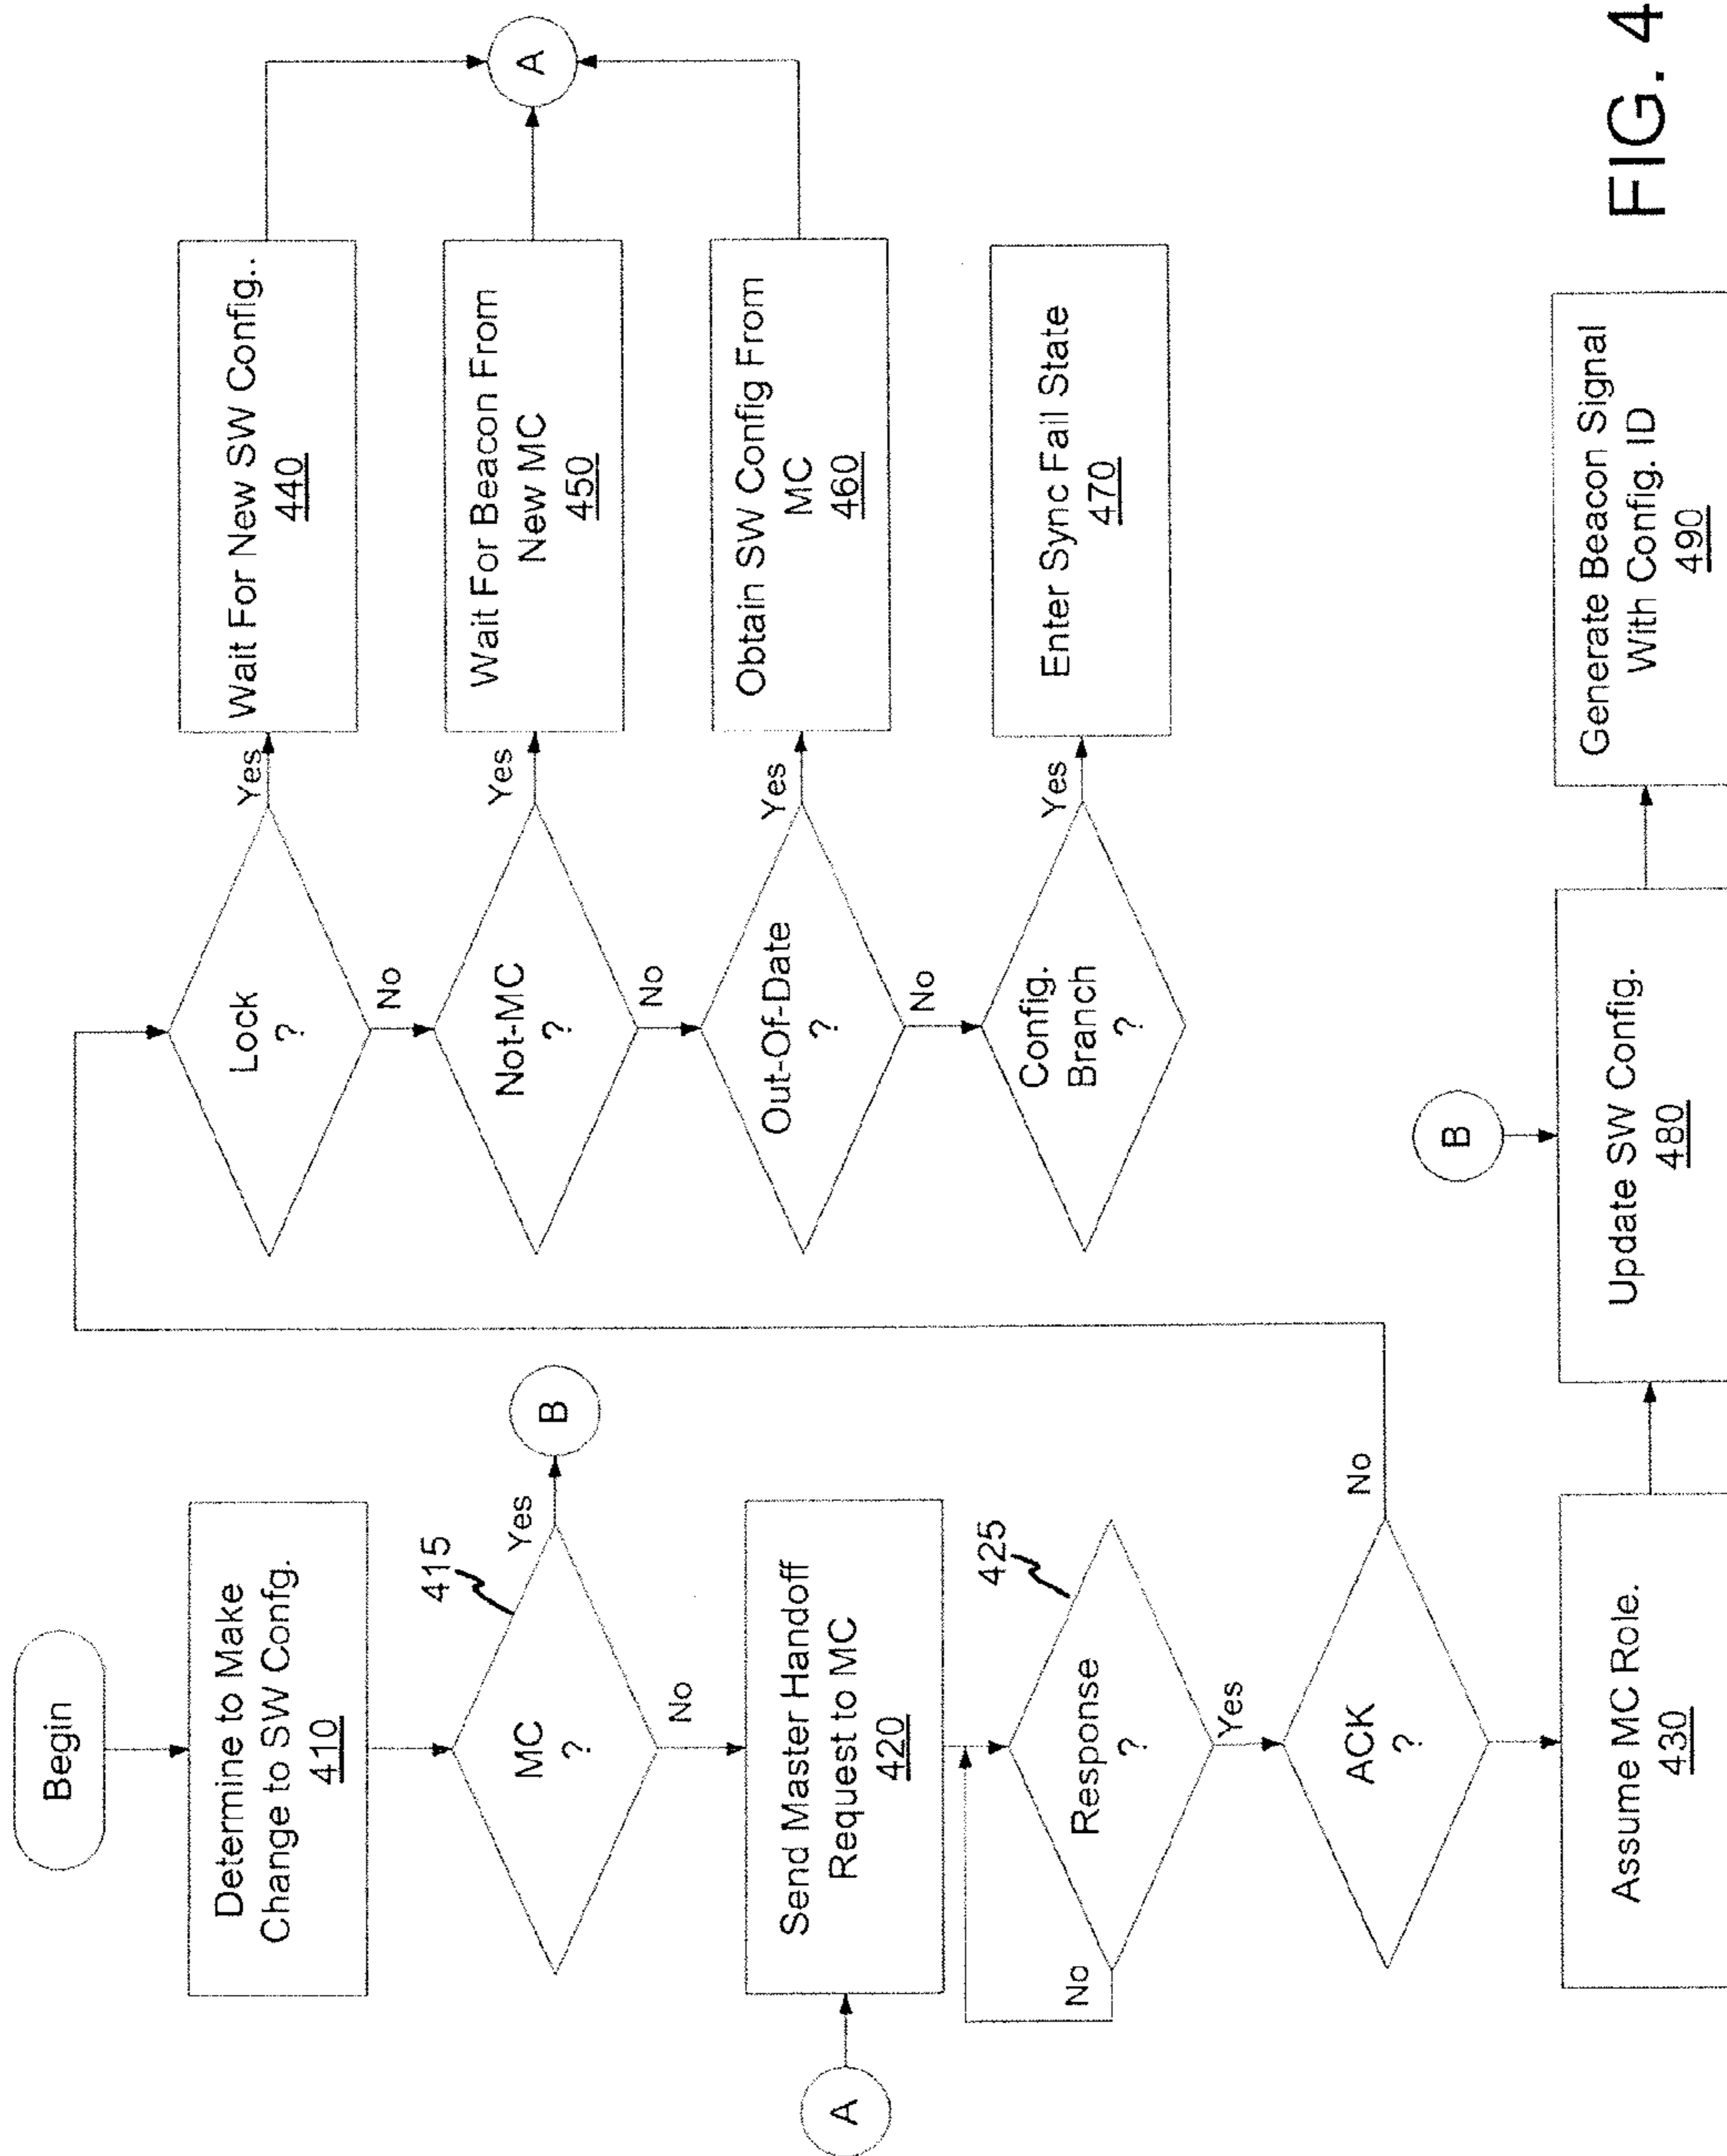 Begin
Determine to Make
Change to SW Confg.
410
415
MC
?
Yes
B
No
A
Send Master Handoff
Request to MC
420
425
Response
?
No
Yes
ACK
?
No
Assume MC Role.
430
Lock
?
Yes
Wait For New SW Config..
440
No
Not-MC
?
Yes
Wait For Beacon From
New MC
450
A
No
Out-Of-Date
?
Yes
Obtain SW Config From
MC
460
No
Config.
Branch
?
Yes
Enter Sync Fail State
470
B
Update SW Config.
480
Generate Beacon Signal
With Config. ID
490
FIG. 4